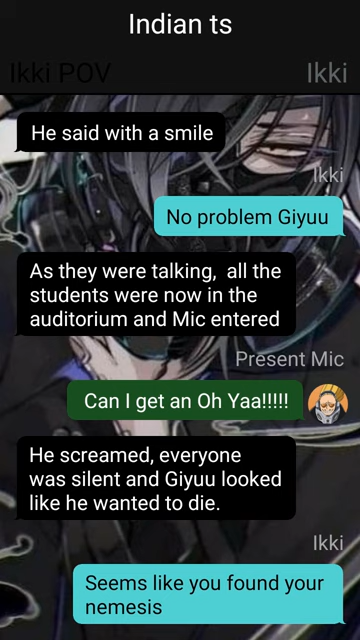 Indian ts
Ikki POV
Ikki
He said with a smile
Ikki
No problem Giyuu
As they were talking, all the
students were now in the
auditorium and Mic entered
Present Mic
Can I get an Oh Yaa!!!!!
He screamed, everyone
was silent and Giyuu looked
like he wanted to die.
Ikki
Seems like you found your
nemesis